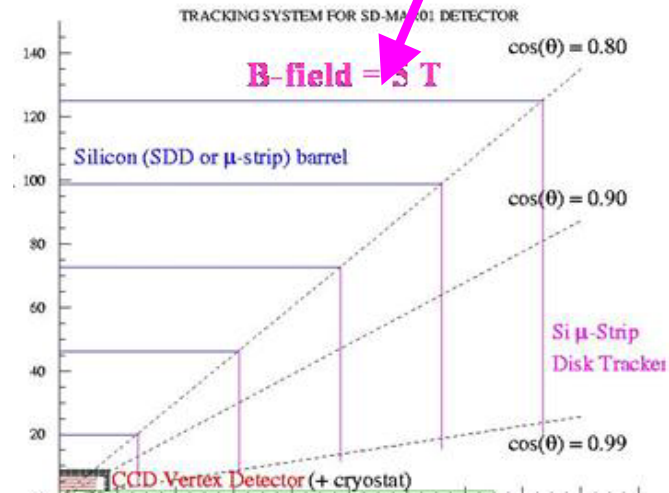 TRACKING SYSTEM FOR SD-MAR01 DETECTOR
140
cos(θ) = 0.80
B-field = 5 T
120
Silicon (SDD or μ-strip) barrel
100
cos(θ) = 0.90
80
60
Si μ-Strip
Disk Tracker
40
20
cos(θ) = 0.99
CCD Vertex Detector (+ cryostat)